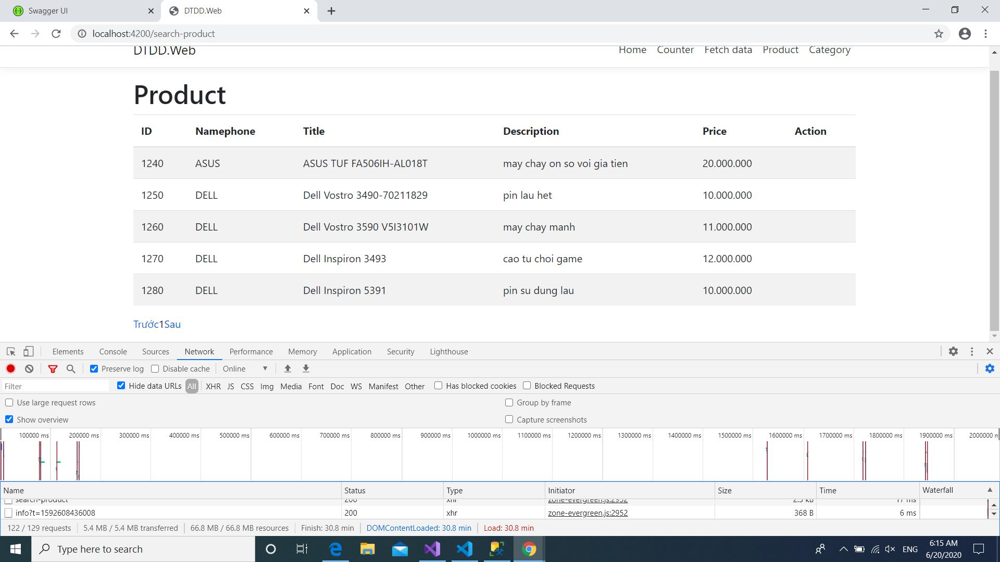 Swagger UI
DTDD.Web
localhost:4200/search-product
DTDD.Web
Home Counter Fetch data Product Category
Product
ID Namephone Title Description Price Action
1240 ASUS ASUS TUF FA506IH-AL018T may chay on so voi gia tien 20.000.000
1250 DELL Dell Vostro 3490-70211829 pin lau het 10.000.000
1260 DELL Dell Vostro 3590 V5I3101W may chay manh 11.000.000
1270 DELL Dell Inspiron 3493 cao tu choi game 12.000.000
1280 DELL Dell Inspiron 5391 pin su dung lau 10.000.000
Trước1Sau
Elements Console Sources Network Performance Memory Application Security Lighthouse
Preserve log Disable cache Online
Filter Hide data URLs All XHR JS CSS Img Media Font Doc WS Manifest Other Has blocked cookies Blocked Requests
Use large request rows Group by frame
Show overview Capture screenshots
100000 ms 200000 ms 300000 ms 400000 ms 500000 ms 600000 ms 700000 ms 800000 ms 900000 ms 1000000 ms 1100000 ms 1200000 ms 1300000 ms 1400000 ms 1500000 ms 1600000 ms 1700000 ms 1800000 ms 1900000 ms 2000000 m
Name Status Type Initiator Size Time Waterfall
search-product 200 xhr zone-evergreen.js:2952 2.5 kB 17 ms
info?t=1592608436008 200 xhr zone-evergreen.js:2952 368 B 6 ms
122 / 129 requests 5.4 MB / 5.4 MB transferred 66.8 MB / 66.8 MB resources Finish: 30.8 min DOMContentLoaded: 30.8 min Load: 30.8 min
Type here to search
ENG
6:15 AM
6/20/2020